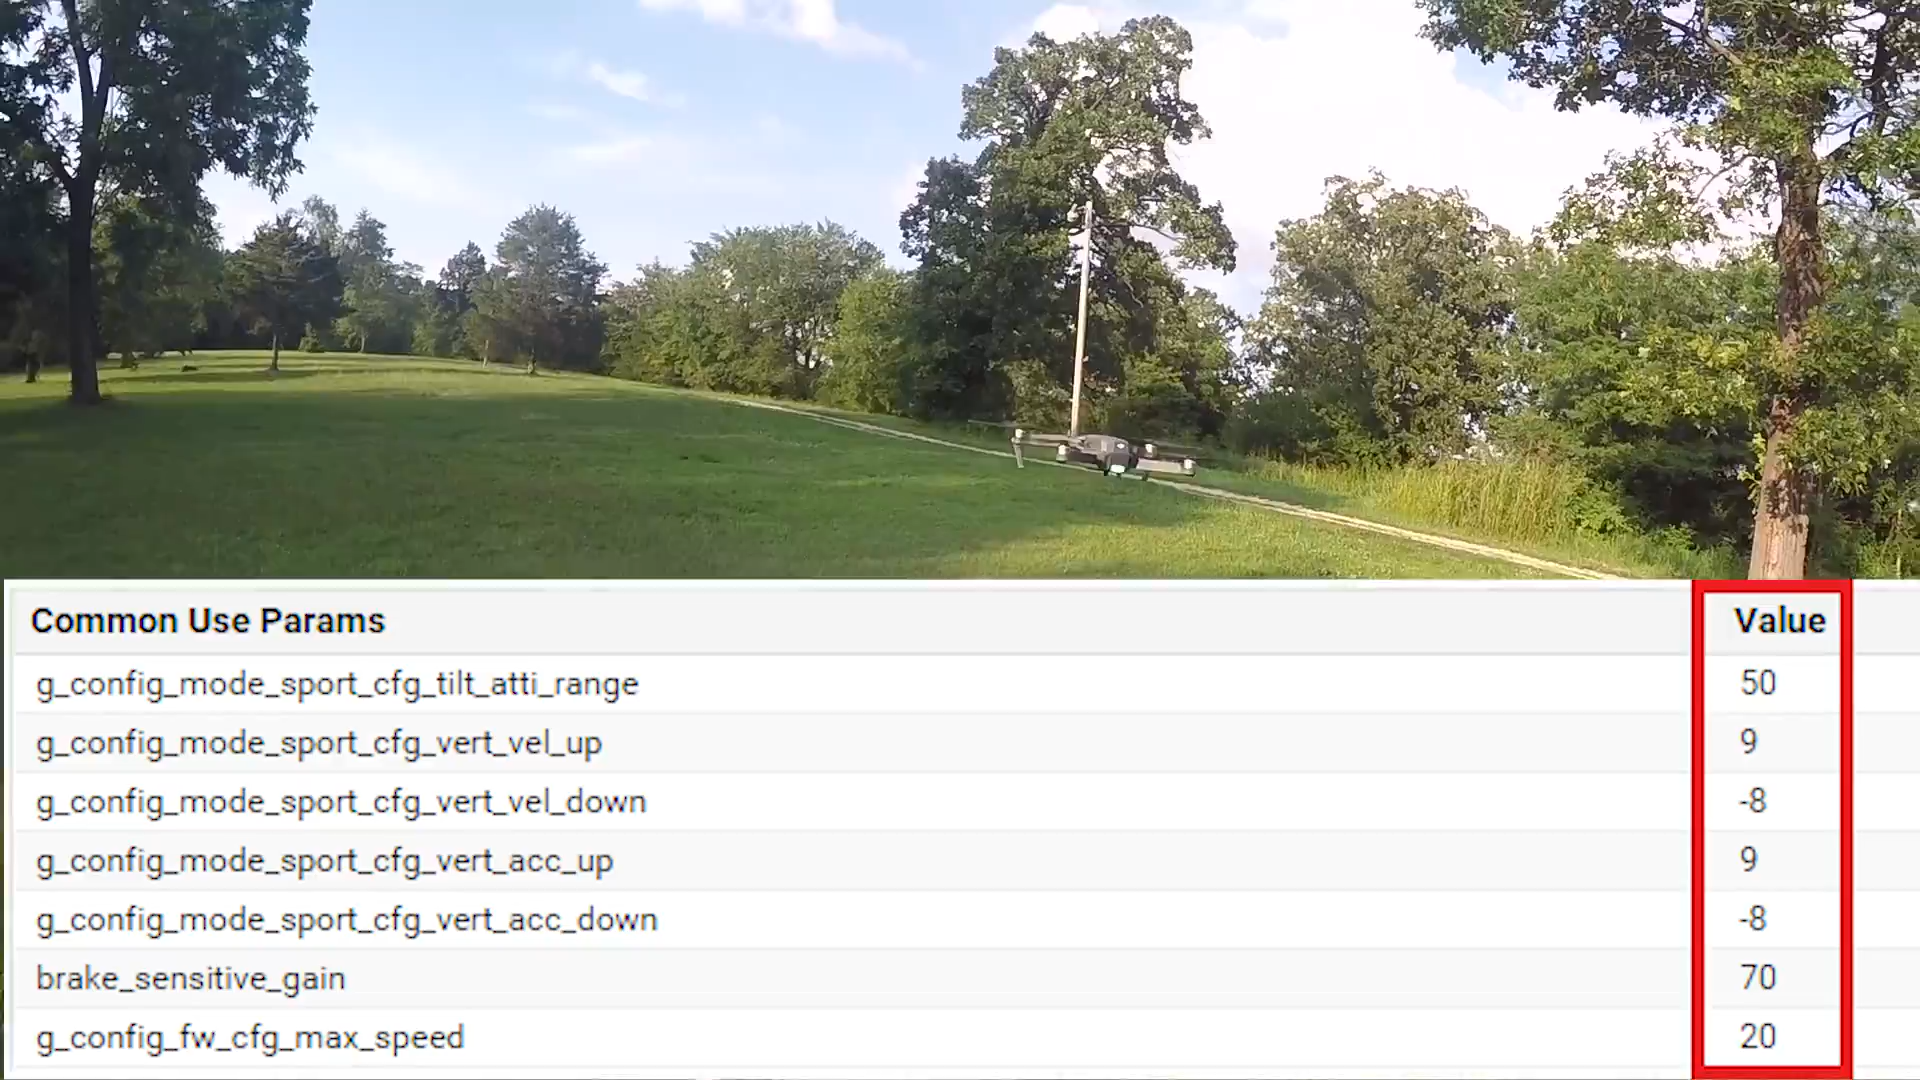 Common Use Params Value
g_config_mode_sport_cfg_tilt_atti_range 50
g_config_mode_sport_cfg_vert_vel_up 9
g_config_mode_sport_cfg_vert_vel_down -8
g_config_mode_sport_cfg_vert_acc_up 9
g_config_mode_sport_cfg_vert_acc_down -8
brake_sensitive_gain 70
g_config_fw_cfg_max_speed 20